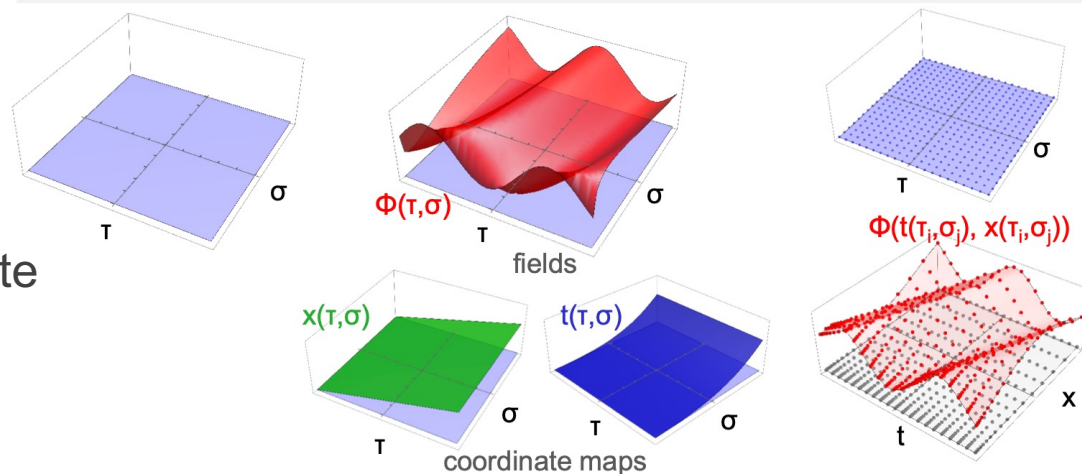 τ
σ
Φ(τ,σ)
τ
σ
fields
τ
σ
te
x(τ,σ)
τ
σ
t(τ,σ)
τ
σ
coordinate maps
Φ(t(τᵢ,σⱼ), x(τᵢ,σⱼ))
t
x